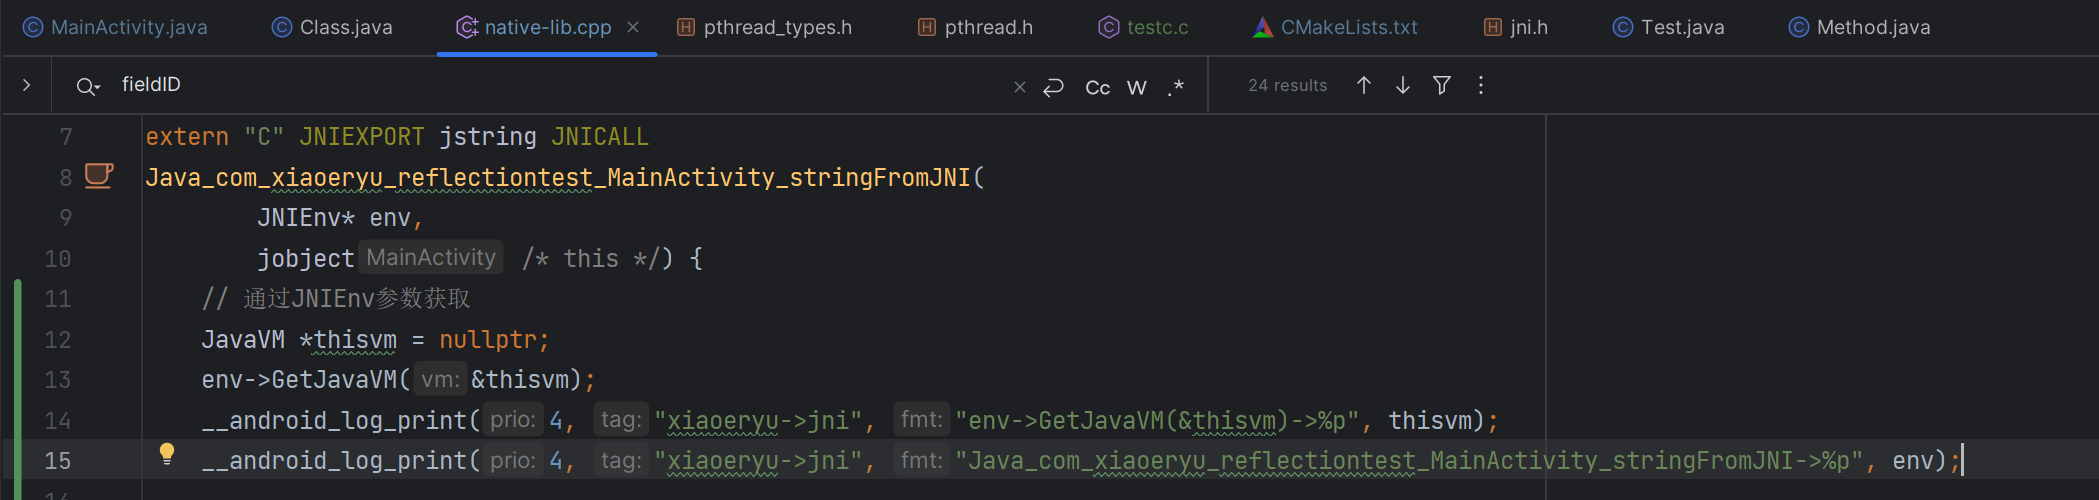 MainActivity.java Class.java native-lib.cpp × pthread_types.h pthread.h testc.c CMakeLists.txt jni.h Test.java Method.java
fieldID × Cc W .* 24 results
7 extern "C" JNIEXPORT jstring JNICALL
8 Java_com_xiaoeryu_reflectiontest_MainActivity_stringFromJNI(
9 JNIEnv* env,
10 jobject MainActivity /* this */) {
11 // 通过JNIEnv参数获取
12 JavaVM *thisvm = nullptr;
13 env->GetJavaVM( vm: &thisvm);
14 __android_log_print( prio: 4, tag: "xiaoeryu->jni", fmt: "env->GetJavaVM(&thisvm)->%p", thisvm);
15 __android_log_print( prio: 4, tag: "xiaoeryu->jni", fmt: "Java_com_xiaoeryu_reflectiontest_MainActivity_stringFromJNI->%p", env);